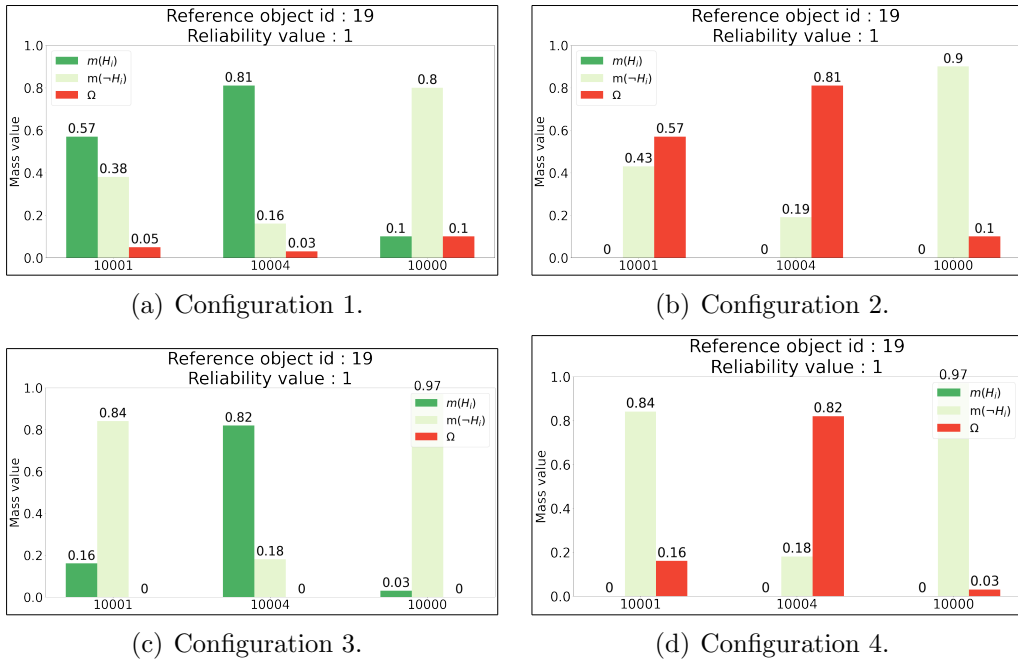 Reference object id : 19
Reliability value : 1
Mass value
1.0
0.8
0.6
0.4
0.2
0.0
m(Hᵢ)
m(¬Hᵢ)
Ω
0.57
0.38
0.05
0.81
0.16
0.03
0.1
0.8
0.1
10001
10004
10000
(a) Configuration 1.
Reference object id : 19
Reliability value : 1
Mass value
1.0
0.8
0.6
0.4
0.2
0.0
m(Hᵢ)
m(¬Hᵢ)
Ω
0
0.43
0.57
0
0.19
0.81
0
0.9
0.1
10001
10004
10000
(b) Configuration 2.
Reference object id : 19
Reliability value : 1
Mass value
1.0
0.8
0.6
0.4
0.2
0.0
m(Hᵢ)
m(¬Hᵢ)
Ω
0.16
0.84
0
0.82
0.18
0
0.03
0.97
0
10001
10004
10000
(c) Configuration 3.
Reference object id : 19
Reliability value : 1
Mass value
1.0
0.8
0.6
0.4
0.2
0.0
m(Hᵢ)
m(¬Hᵢ)
Ω
0
0.84
0.16
0
0.18
0.82
0
0.97
0.03
10001
10004
10000
(d) Configuration 4.